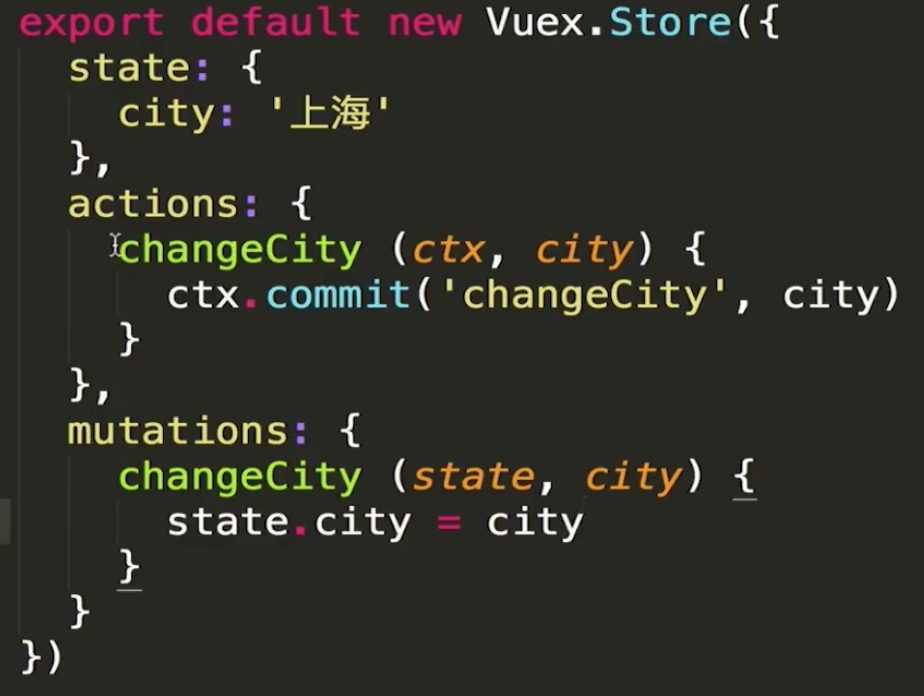 export default new Vuex.Store({
  state: {
    city: '上海'
  },
  actions: {
    changeCity (ctx, city) {
      ctx.commit('changeCity', city)
    }
  },
  mutations: {
    changeCity (state, city) {
      state.city = city
    }
  }
})